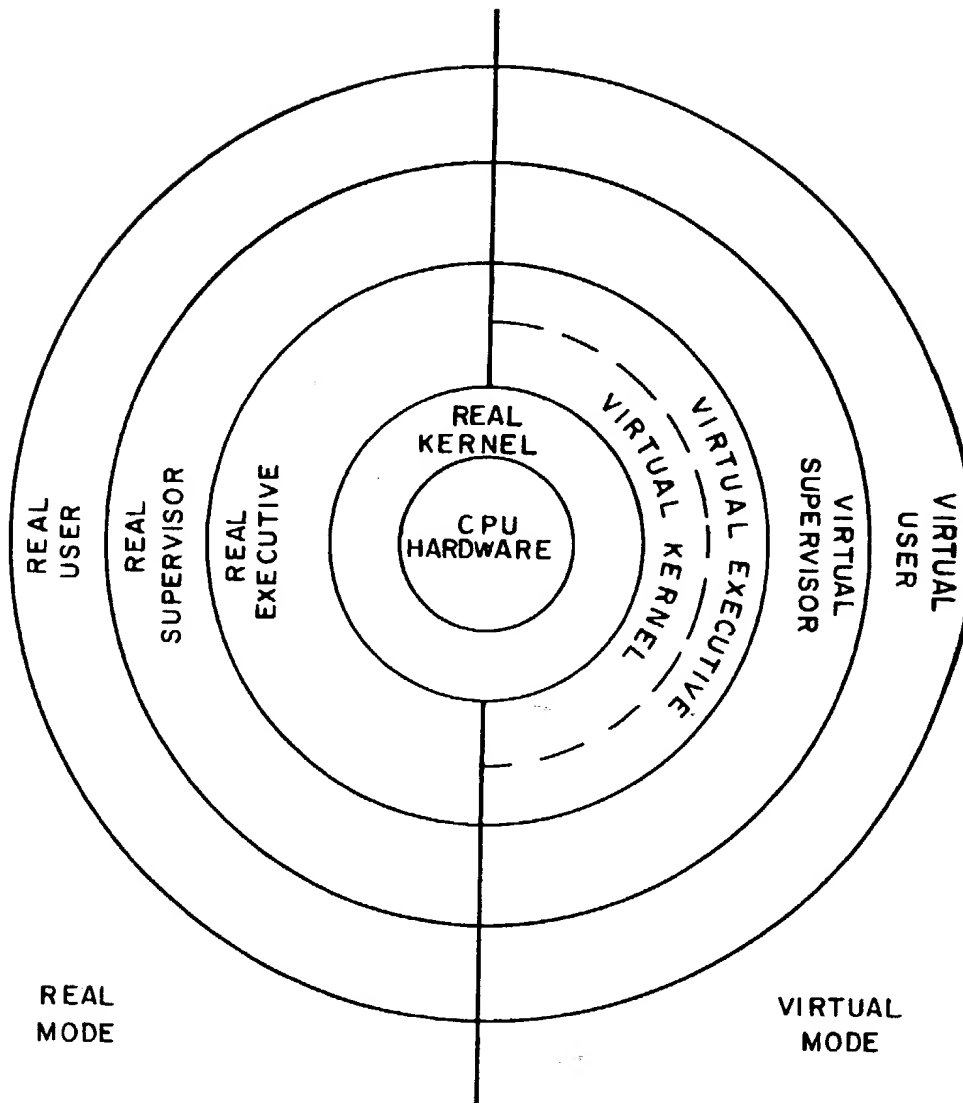 REAL
KERNEL
CPU
HARDWARE
REAL
USER
REAL
SUPERVISOR
REAL
EXECUTIVE
VIRTUAL KERNEL
VIRTUAL EXECUTIVE
VIRTUAL
SUPERVISOR
VIRTUAL
USER
REAL
MODE
VIRTUAL
MODE